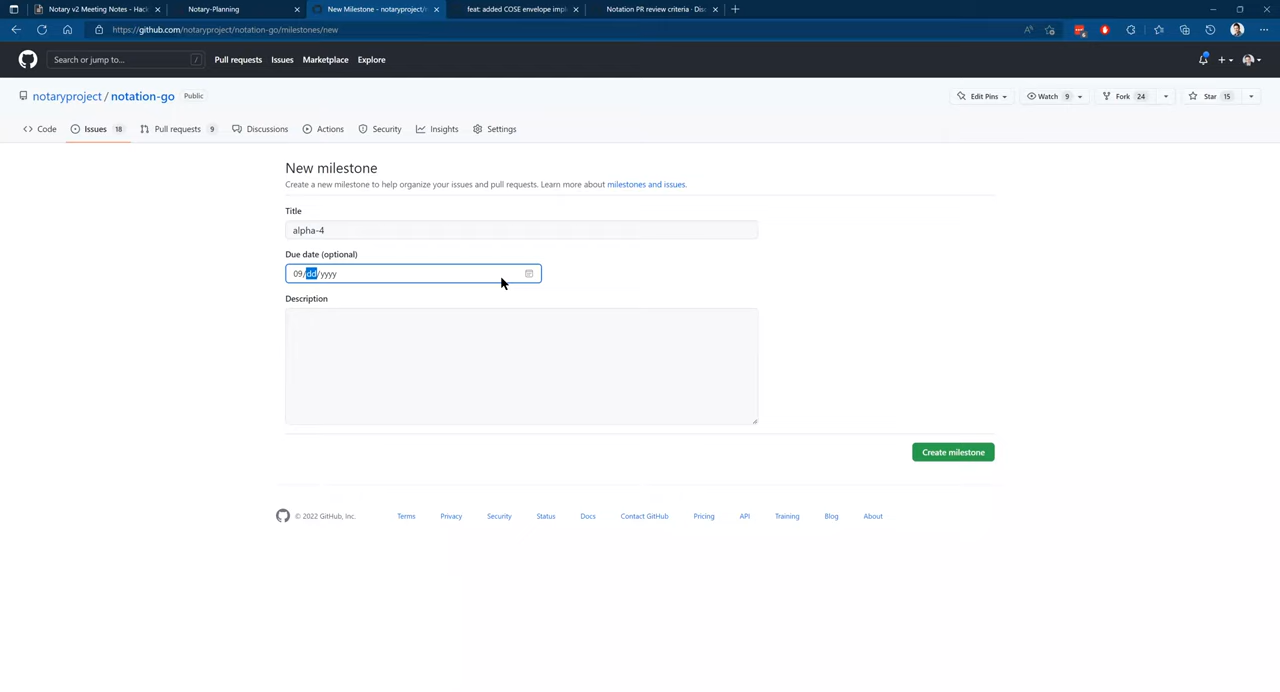 Notary v2 Meeting Notes - Hack
Notary-Planning
New Milestone - notaryproject/n
feat: added COSE envelope impl
Notation PR review criteria · Dis
https://github.com/notaryproject/notation-go/milestones/new
Search or jump to...
/
Pull requests
Issues
Marketplace
Explore
notaryproject / notation-go
Public
Edit Pins
Watch 9
Fork 24
Star 15
Code
Issues 18
Pull requests 9
Discussions
Actions
Security
Insights
Settings
New milestone
Create a new milestone to help organize your issues and pull requests. Learn more about milestones and issues.
Title
alpha-4
Due date (optional)
09/dd/yyyy
Description
Create milestone
© 2022 GitHub, Inc.
Terms
Privacy
Security
Status
Docs
Contact GitHub
Pricing
API
Training
Blog
About